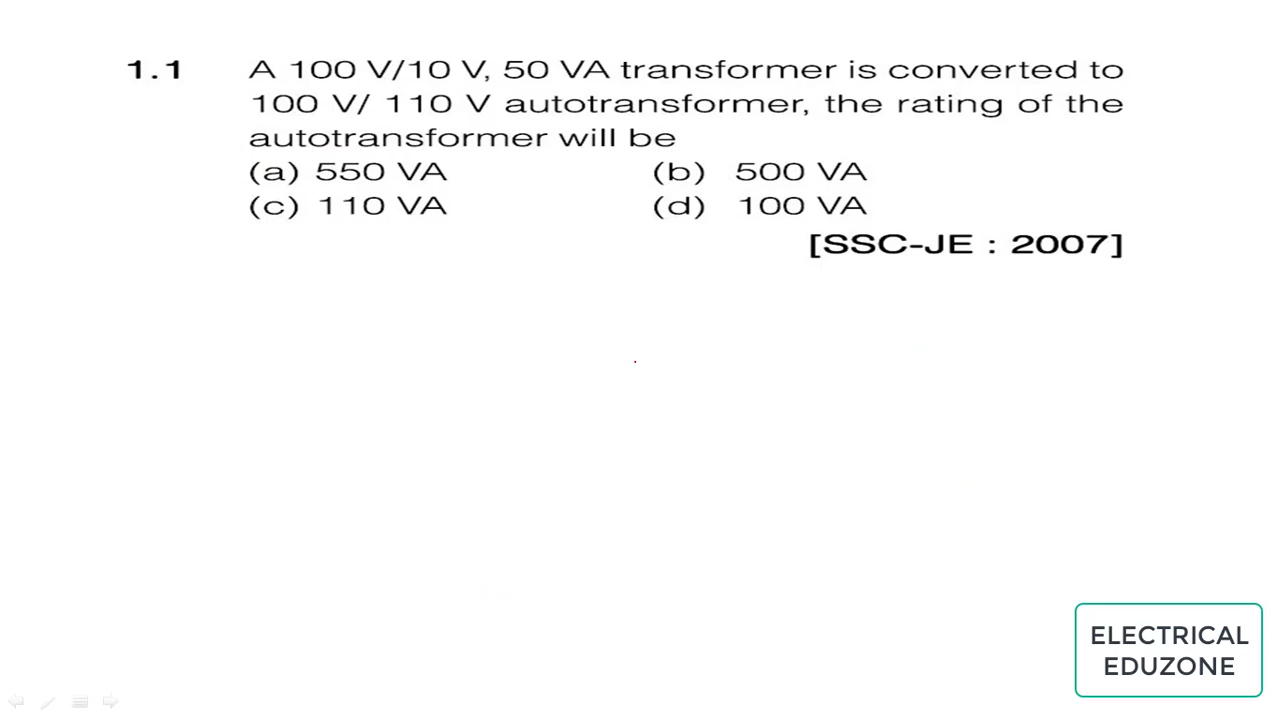 1.1 A 100 V/10 V, 50 VA transformer is converted to
100 V/ 110 V autotransformer, the rating of the
autotransformer will be
(a) 550 VA (b) 500 VA
(c) 110 VA (d) 100 VA
[SSC-JE : 2007]
ELECTRICAL
EDUZONE